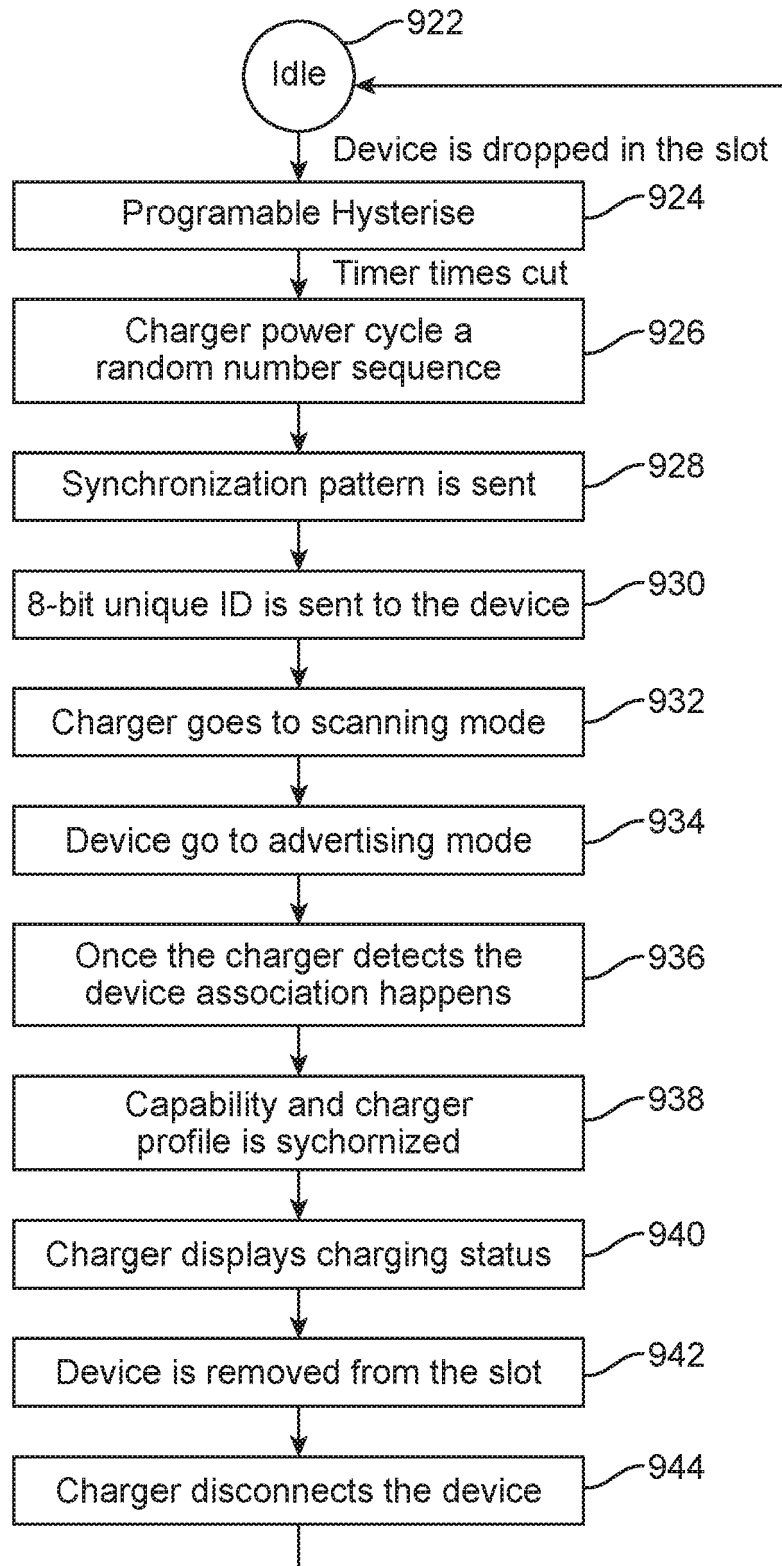 922
Idle
Device is dropped in the slot
Programable Hysterise
924
Timer times cut
Charger power cycle a
random number sequence
926
Synchronization pattern is sent
928
8-bit unique ID is sent to the device
930
Charger goes to scanning mode
932
Device go to advertising mode
934
Once the charger detects the
device association happens
936
Capability and charger
profile is sychornized
938
Charger displays charging status
940
Device is removed from the slot
942
Charger disconnects the device
944